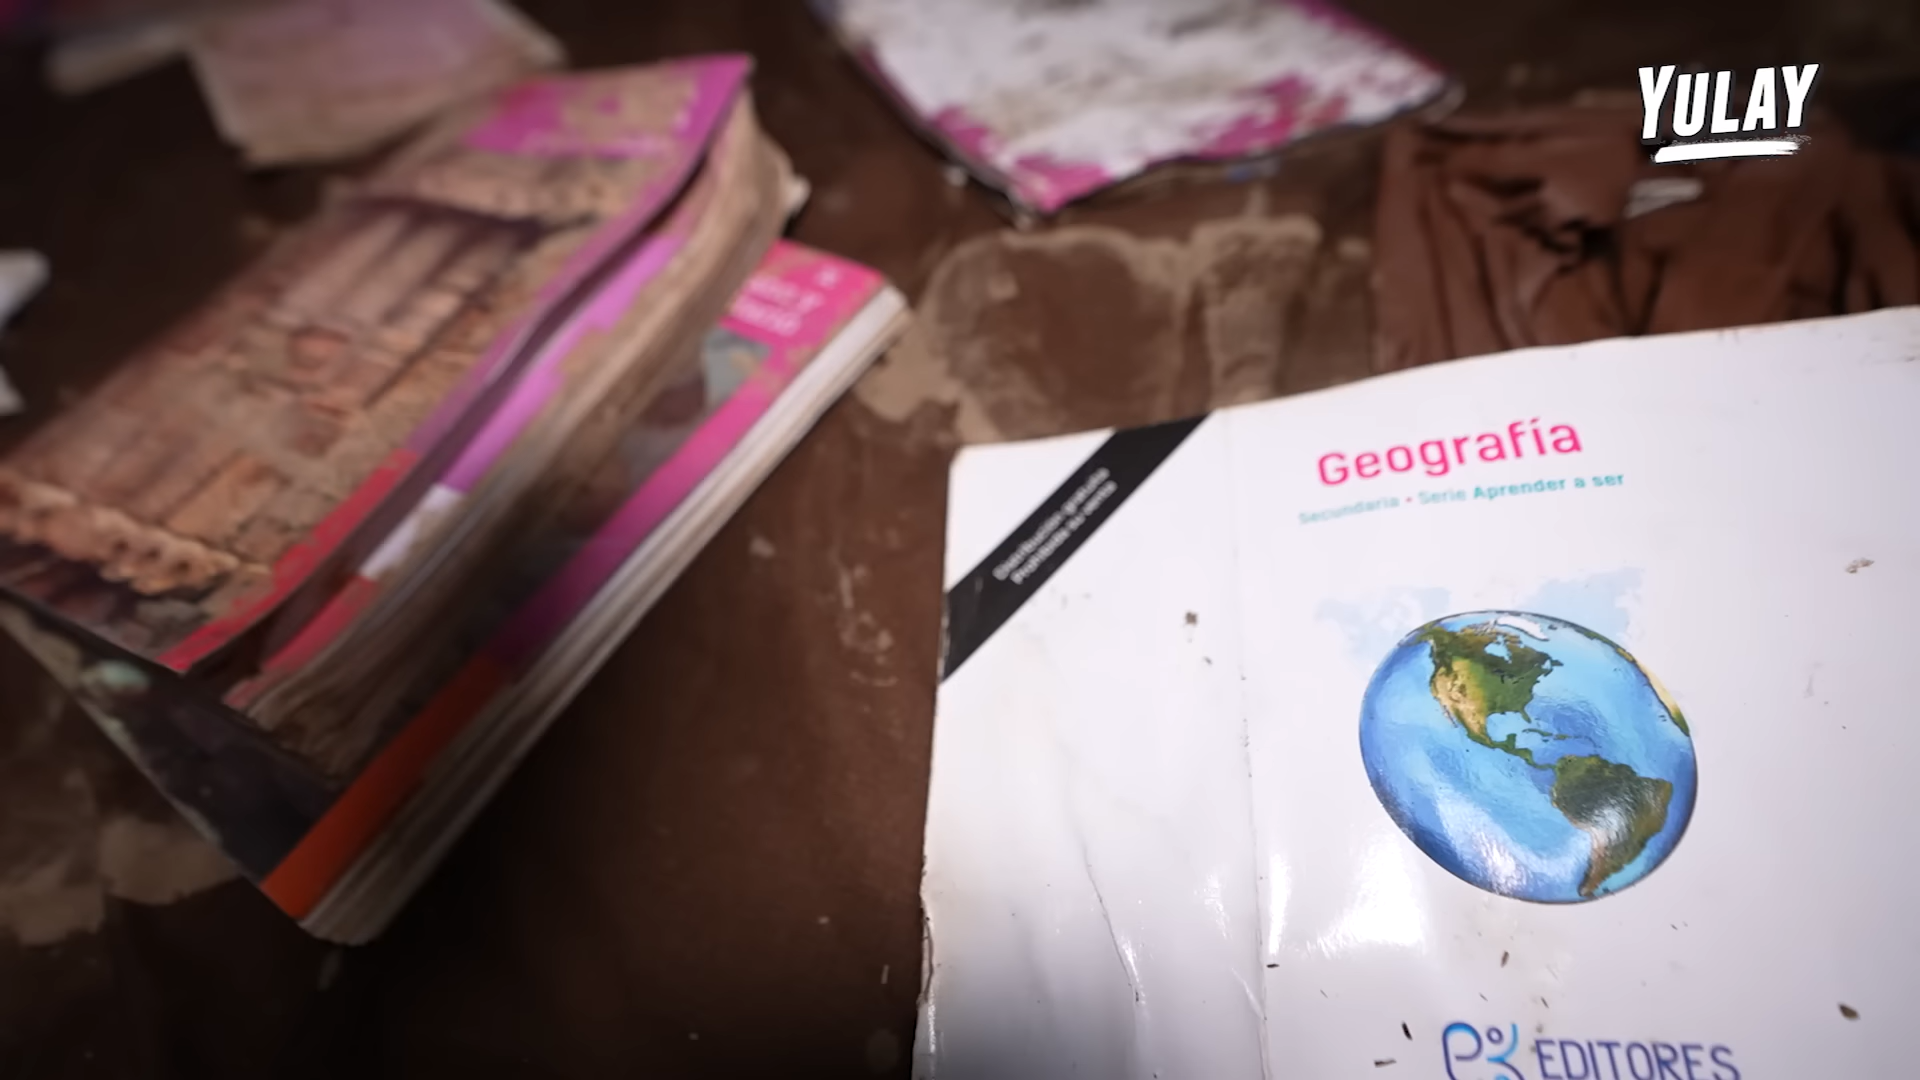 YULAY
Geografía
Secundaria • Serie Aprender a ser
Distribución gratuita
Prohibida su venta
EDITORES